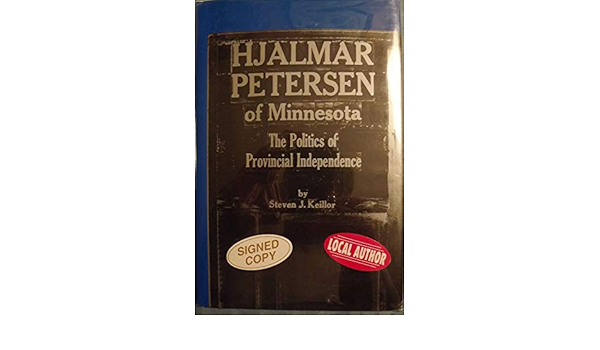 HJALMAR
PETERSEN
of Minnesota
The Politics of
Provincial Independence
by
Steven J. Keillor
SIGNED
COPY
LOCAL AUTHOR